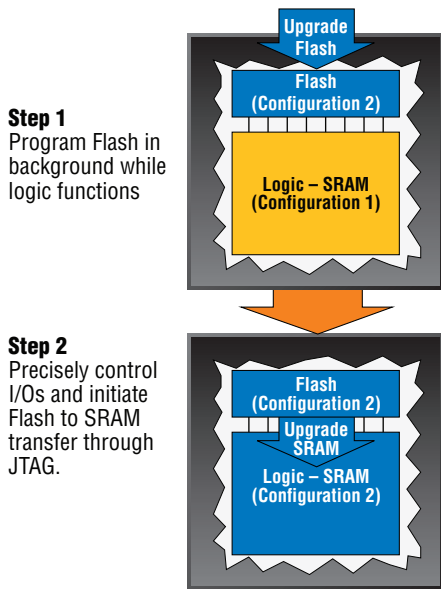 Upgrade
Flash
Flash
(Configuration 2)
Step 1
Program Flash in
background while
logic functions
Logic – SRAM
(Configuration 1)
Step 2
Precisely control
I/Os and initiate
Flash to SRAM
transfer through
JTAG.
Flash
(Configuration 2)
Upgrade
SRAM
Logic – SRAM
(Configuration 2)